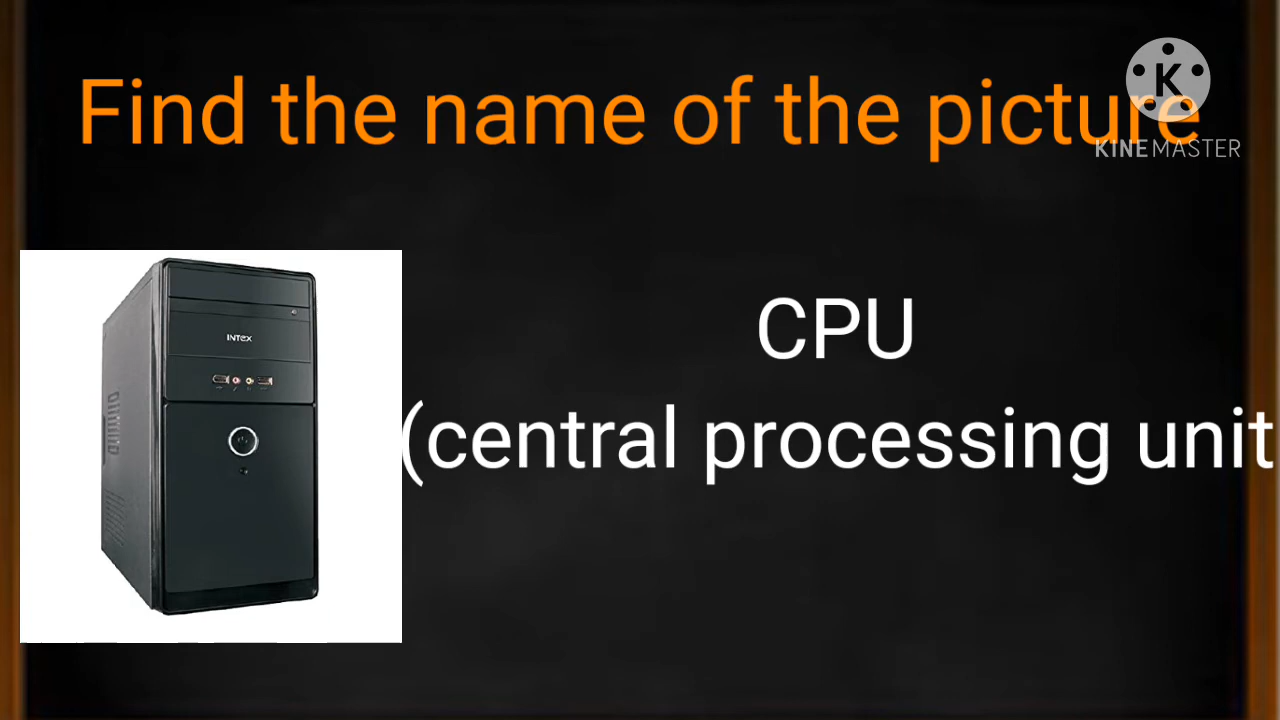 Find the name of the picture
K
KINEMASTER
INTEX
CPU
(central processing unit